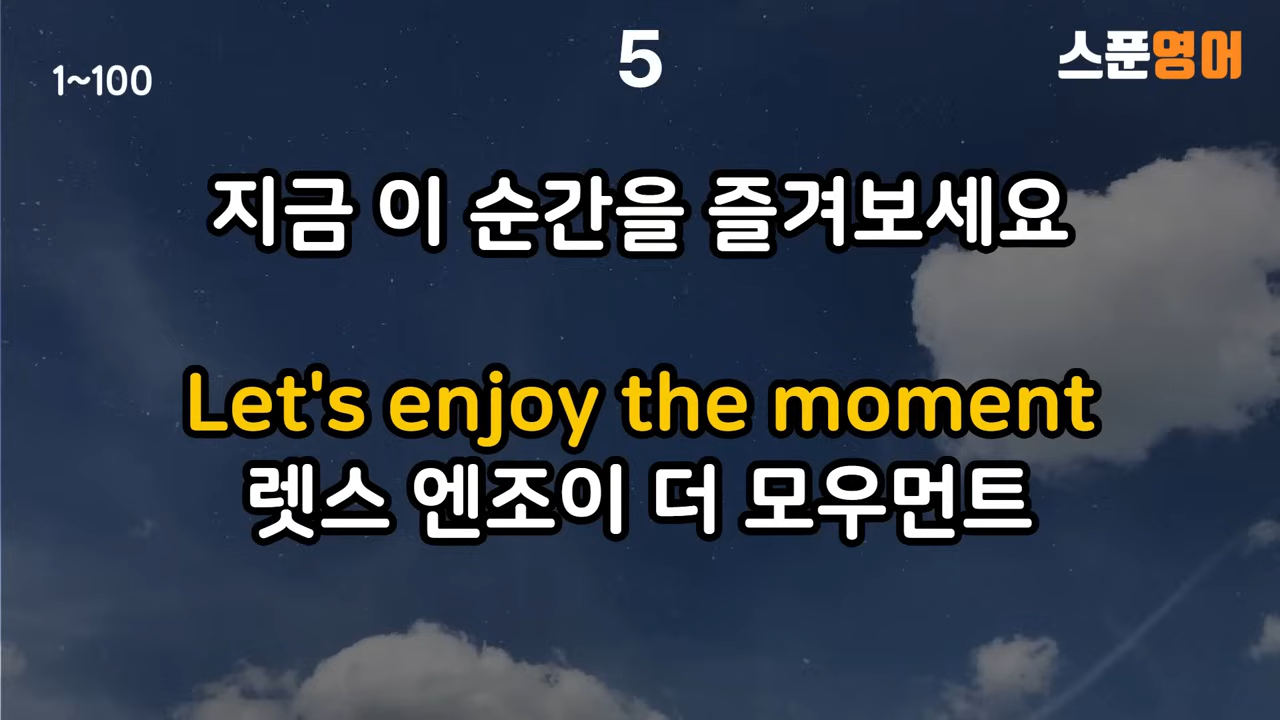 1~100
5
스푼영어
지금 이 순간을 즐겨보세요
Let's enjoy the moment
렛스 엔조이 더 모우먼트